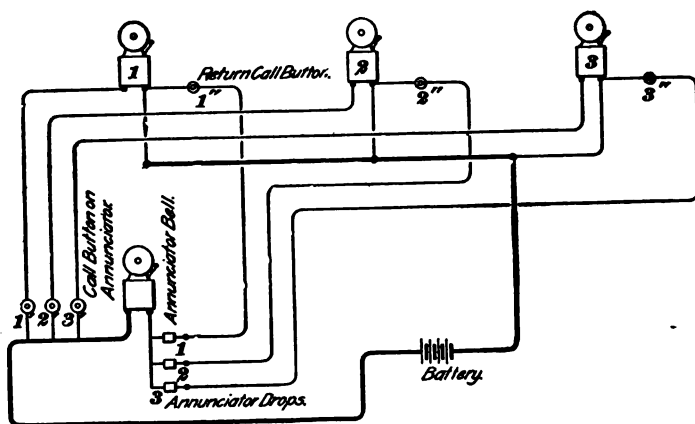 1
2
3
Return Call Button.
1"
2"
3"
Call Button on
Annunciator.
Annunciator Bell.
1
2
3
1
2
3
Annunciator Drops.
Battery.